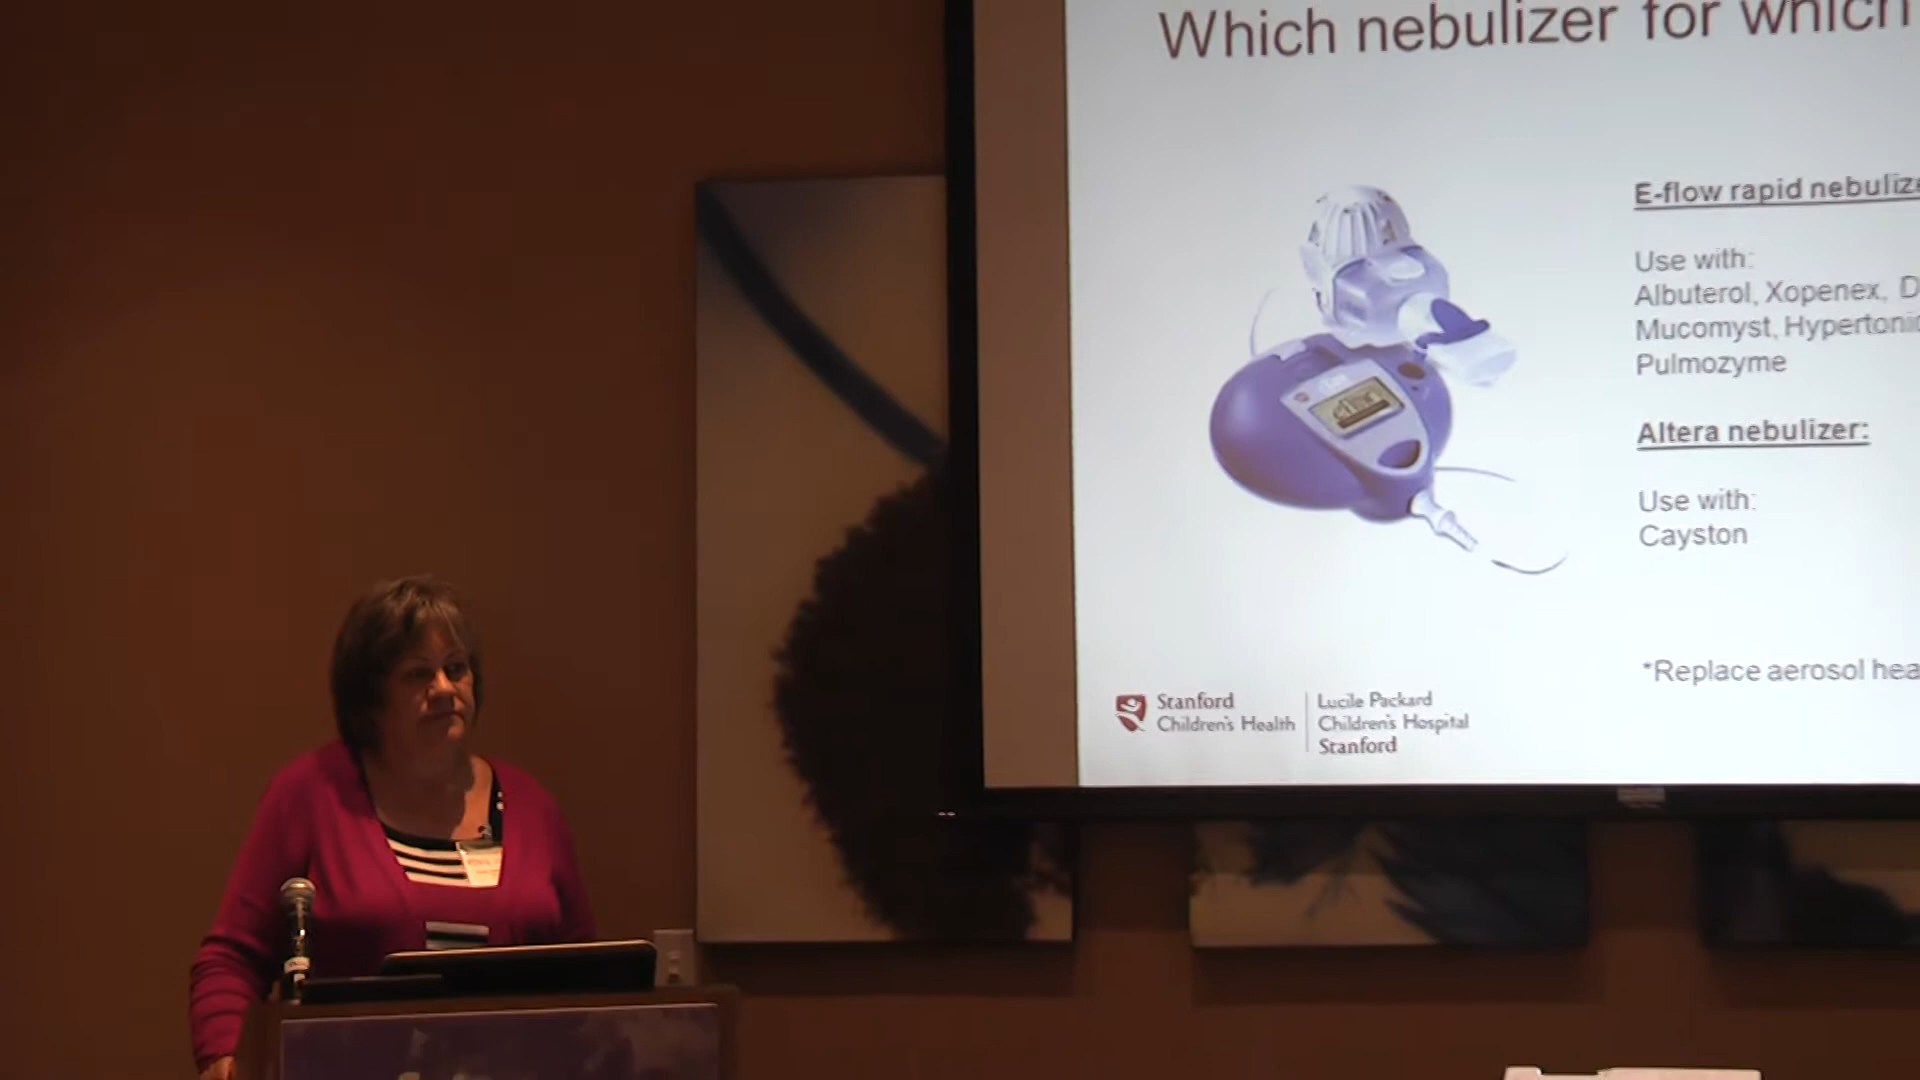 Which nebulizer for which
E-flow rapid nebulize
Use with:
Albuterol, Xopenex, D
Mucomyst, Hypertonic
Pulmozyme
Altera nebulizer:
Use with:
Cayston
*Replace aerosol hea
Stanford
Children's Health
Lucile Packard
Children's Hospital
Stanford